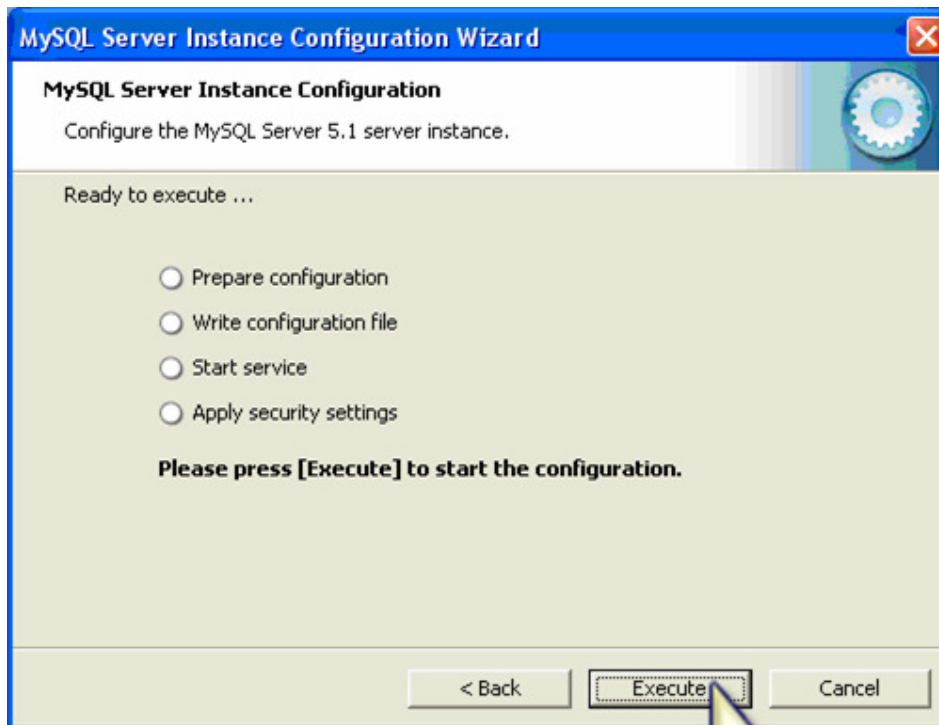 MySQL Server Instance Configuration Wizard
MySQL Server Instance Configuration
Configure the MySQL Server 5.1 server instance.
Ready to execute ...
Prepare configuration
Write configuration file
Start service
Apply security settings
Please press [Execute] to start the configuration.
< Back Execute Cancel